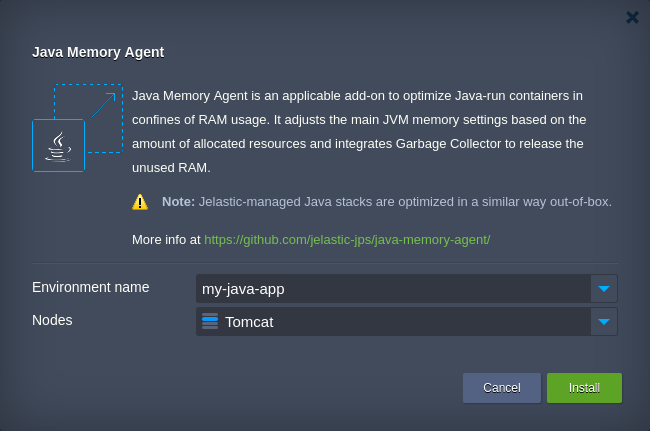 Java Memory Agent
Java Memory Agent is an applicable add-on to optimize Java-run containers in
confines of RAM usage. It adjusts the main JVM memory settings based on the
amount of allocated resources and integrates Garbage Collector to release the
unused RAM.
Note: Jelastic-managed Java stacks are optimized in a similar way out-of-box.
More info at https://github.com/jelastic-jps/java-memory-agent/
Environment name my-java-app
Nodes Tomcat
Cancel Install